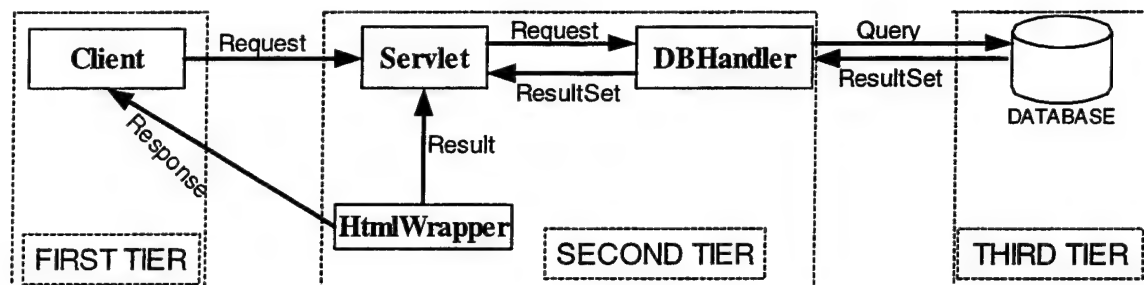 Client
Request
Servlet
Request
ResultSet
DBHandler
Query
ResultSet
DATABASE
Response
Result
HtmlWrapper
FIRST TIER
SECOND TIER
THIRD TIER